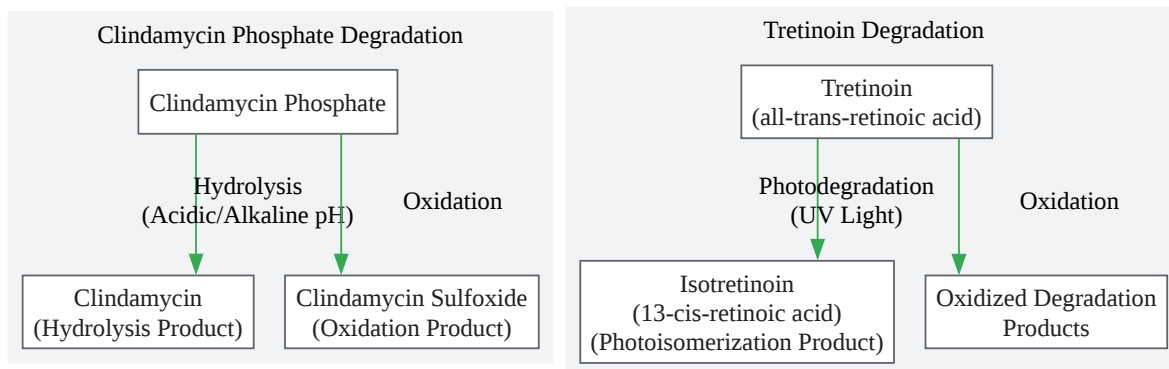 Clindamycin Phosphate Degradation
Clindamycin Phosphate
Hydrolysis
(Acidic/Alkaline pH)
Oxidation
Clindamycin
(Hydrolysis Product)
Clindamycin Sulfoxide
(Oxidation Product)
Tretinoin Degradation
Tretinoin
(all-trans-retinoic acid)
Photodegradation
(UV Light)
Oxidation
Isotretinoin
(13-cis-retinoic acid)
(Photoisomerization Product)
Oxidized Degradation
Products